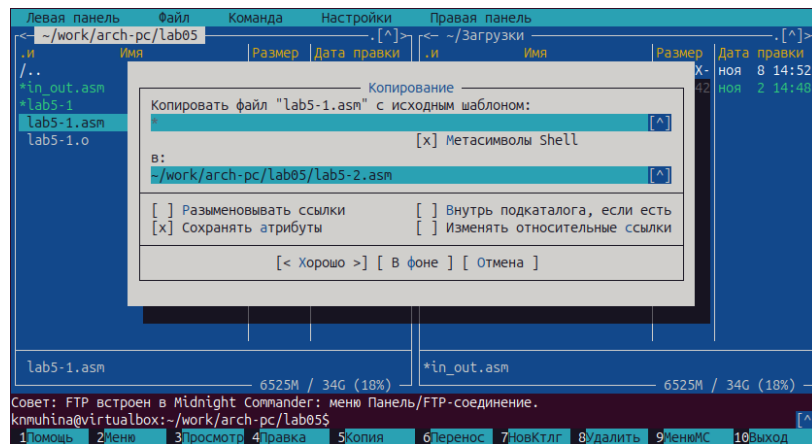 Левая панель Файл Команда Настройки Правая панель
<─ ~/work/arch-pc/lab05 .[^]> <─ ~/Загрузки .[^]>
.и Имя Размер Дата правки .и Имя Размер Дата правки
/.. X- ноя 8 14:52
*in_out.asm 42 ноя 2 14:48
*lab5-1
lab5-1.asm
lab5-1.o
Копирование
Копировать файл "lab5-1.asm" с исходным шаблоном:
* [^]
[x] Метасимволы Shell
в:
~/work/arch-pc/lab05/lab5-2.asm [^]
[ ] Разыменовывать ссылки [ ] Внутрь подкаталога, если есть
[x] Сохранять атрибуты [ ] Изменять относительные ссылки
[< Хорошо >] [ В фоне ] [ Отмена ]
lab5-1.asm *in_out.asm
6525M / 34G (18%) 6525M / 34G (18%)
Совет: FTP встроен в Midnight Commander: меню Панель/FTP-соединение.
knmuhina@virtualbox:~/work/arch-pc/lab05$ [^
1Помощь 2Меню 3Просмотр 4Правка 5Копия 6Перенос 7НовКтлг 8Удалить 9МенюMC 10Выход